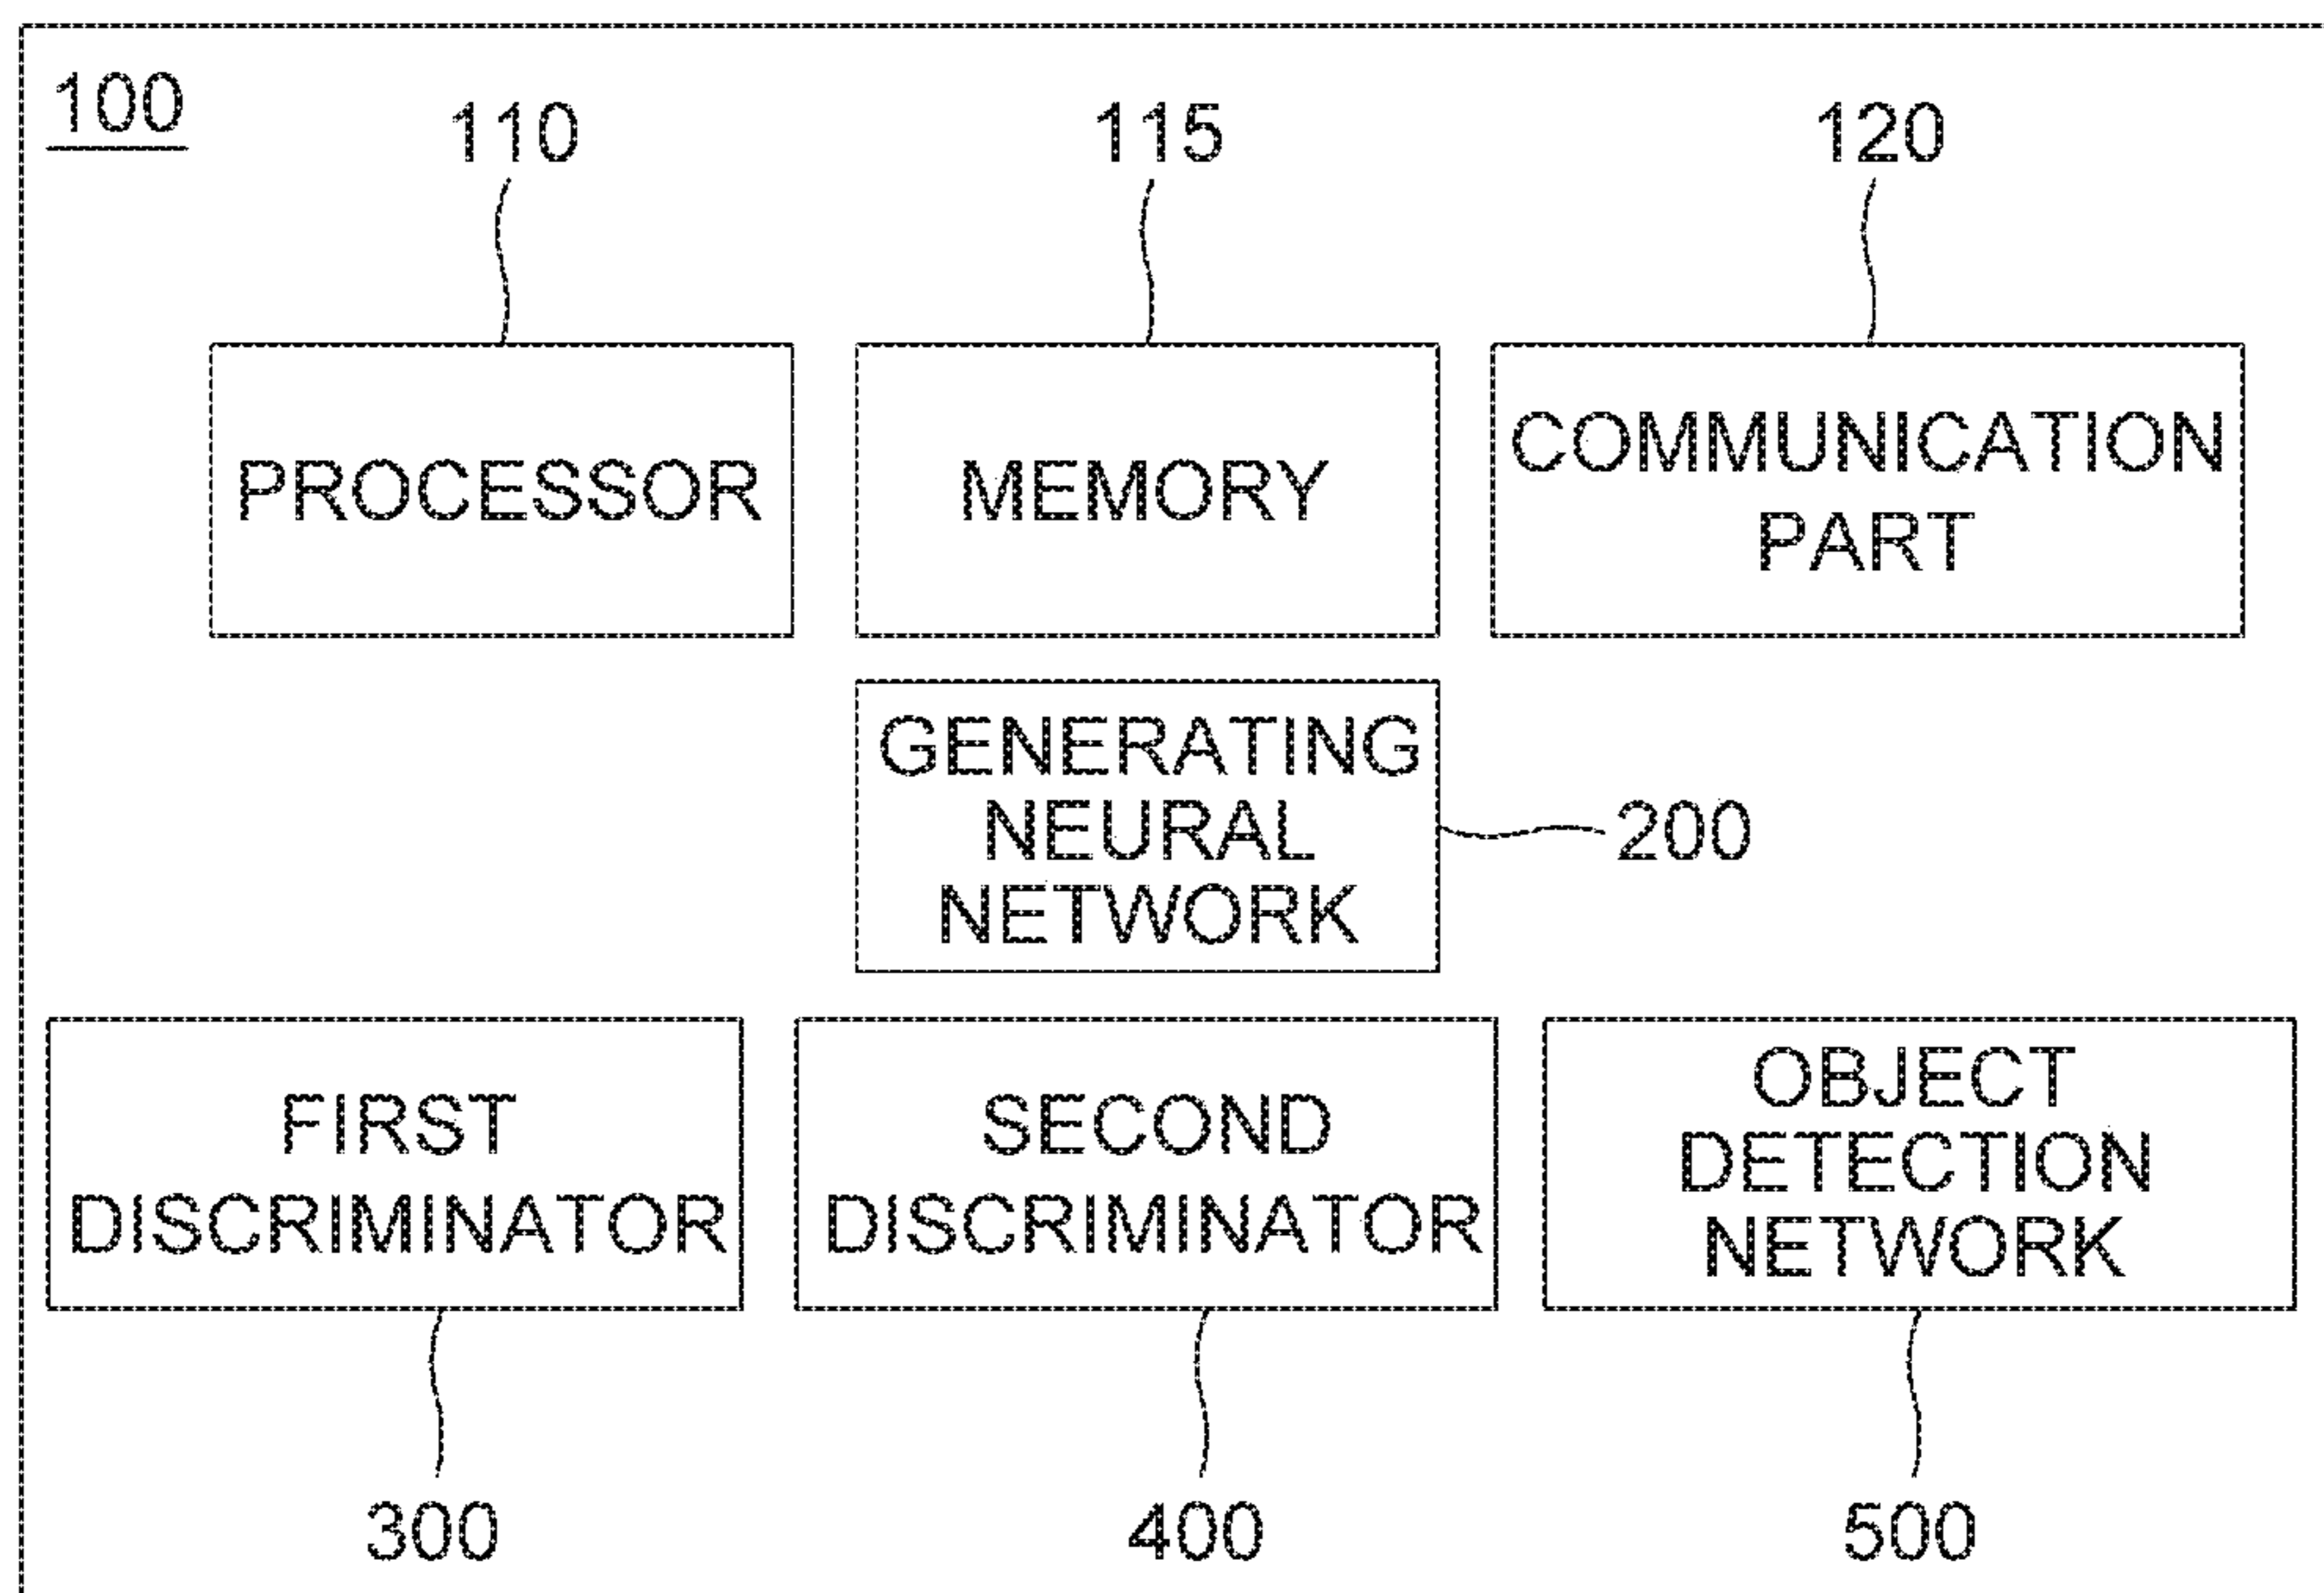 100
110 115 120
PROCESSOR
MEMORY
COMMUNICATION
PART
GENERATING
NEURAL
NETWORK
200
FIRST
DISCRIMINATOR
SECOND
DISCRIMINATOR
OBJECT
DETECTION
NETWORK
300 400 500